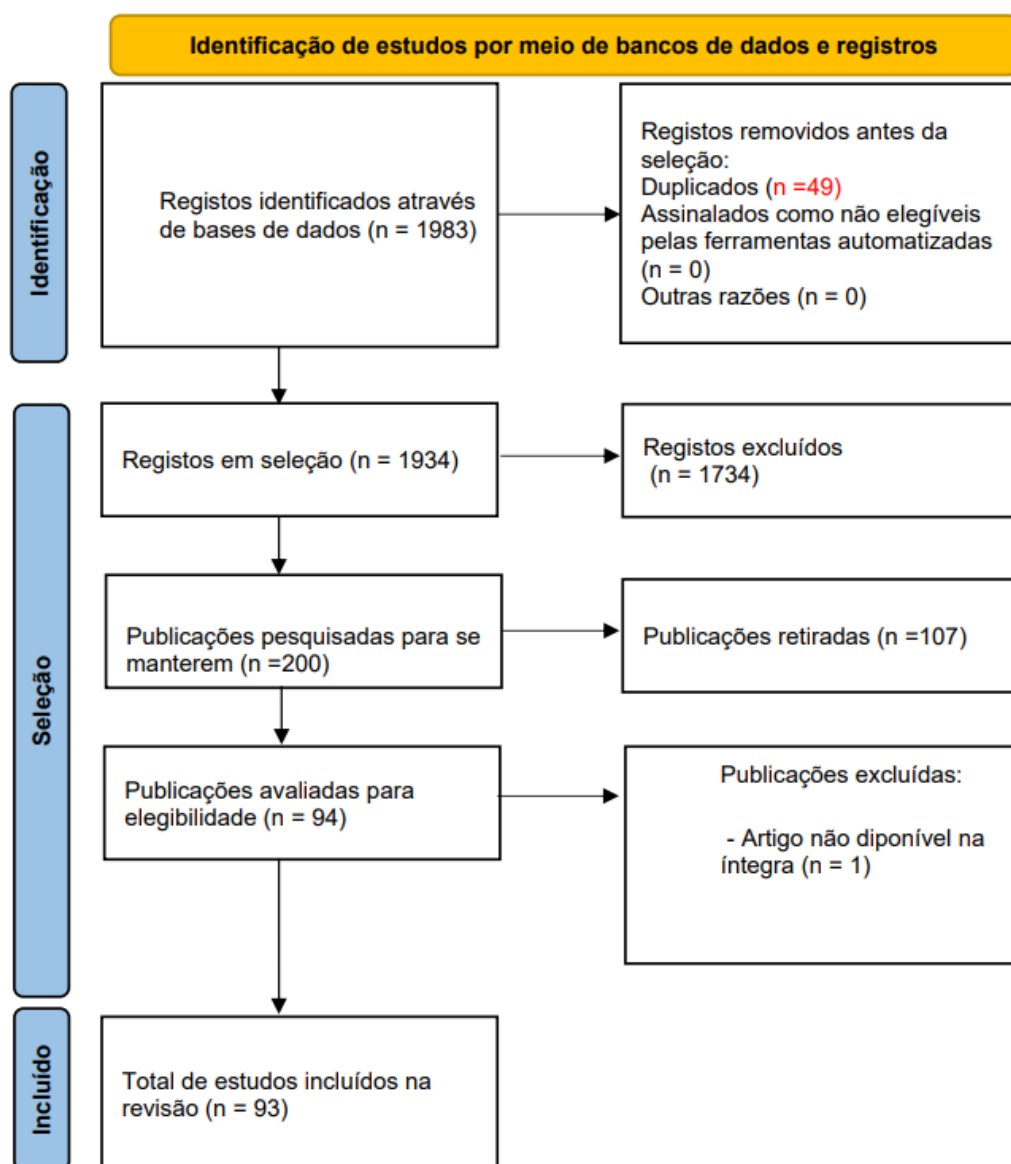 Identificação de estudos por meio de bancos de dados e registros
Identificação
Registos identificados através
de bases de dados (n = 1983)
Registos removidos antes da
seleção:
Duplicados (n =49)
Assinalados como não elegíveis
pelas ferramentas automatizadas
(n = 0)
Outras razões (n = 0)
Seleção
Registos em seleção (n = 1934)
Registos excluídos
(n = 1734)
Publicações pesquisadas para se
manterem (n =200)
Publicações retiradas (n =107)
Publicações avaliadas para
elegibilidade (n = 94)
Publicações excluídas:
- Artigo não diponível na
íntegra (n = 1)
Incluído
Total de estudos incluídos na
revisão (n = 93)